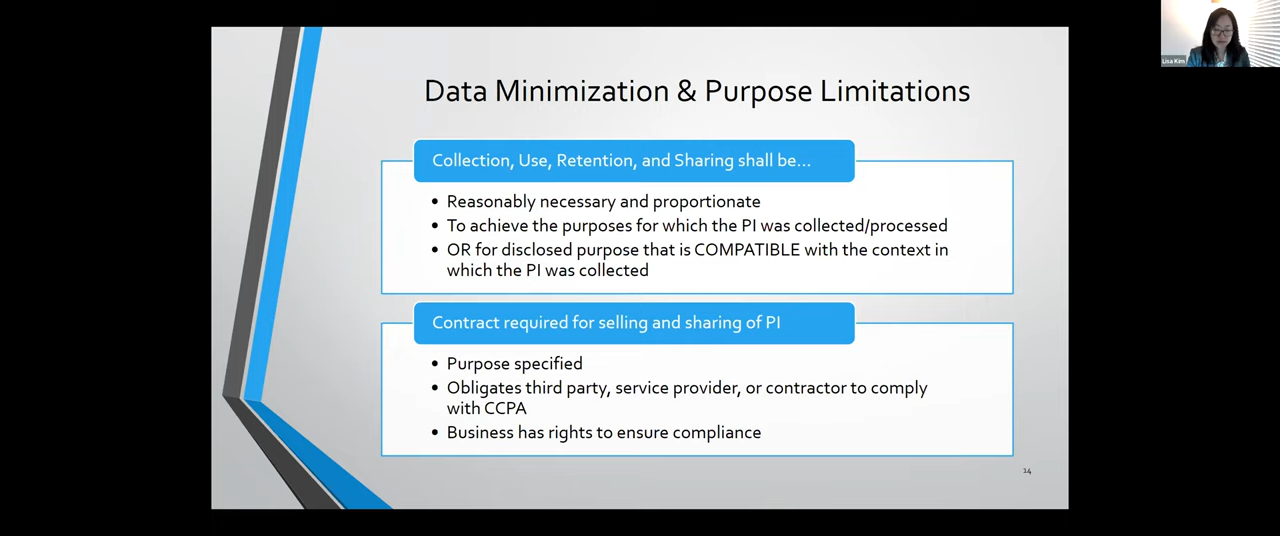 Lisa Kim
Data Minimization & Purpose Limitations
Collection, Use, Retention, and Sharing shall be...
• Reasonably necessary and proportionate
• To achieve the purposes for which the PI was collected/processed
• OR for disclosed purpose that is COMPATIBLE with the context in
which the PI was collected
Contract required for selling and sharing of PI
• Purpose specified
• Obligates third party, service provider, or contractor to comply
with CCPA
• Business has rights to ensure compliance
14